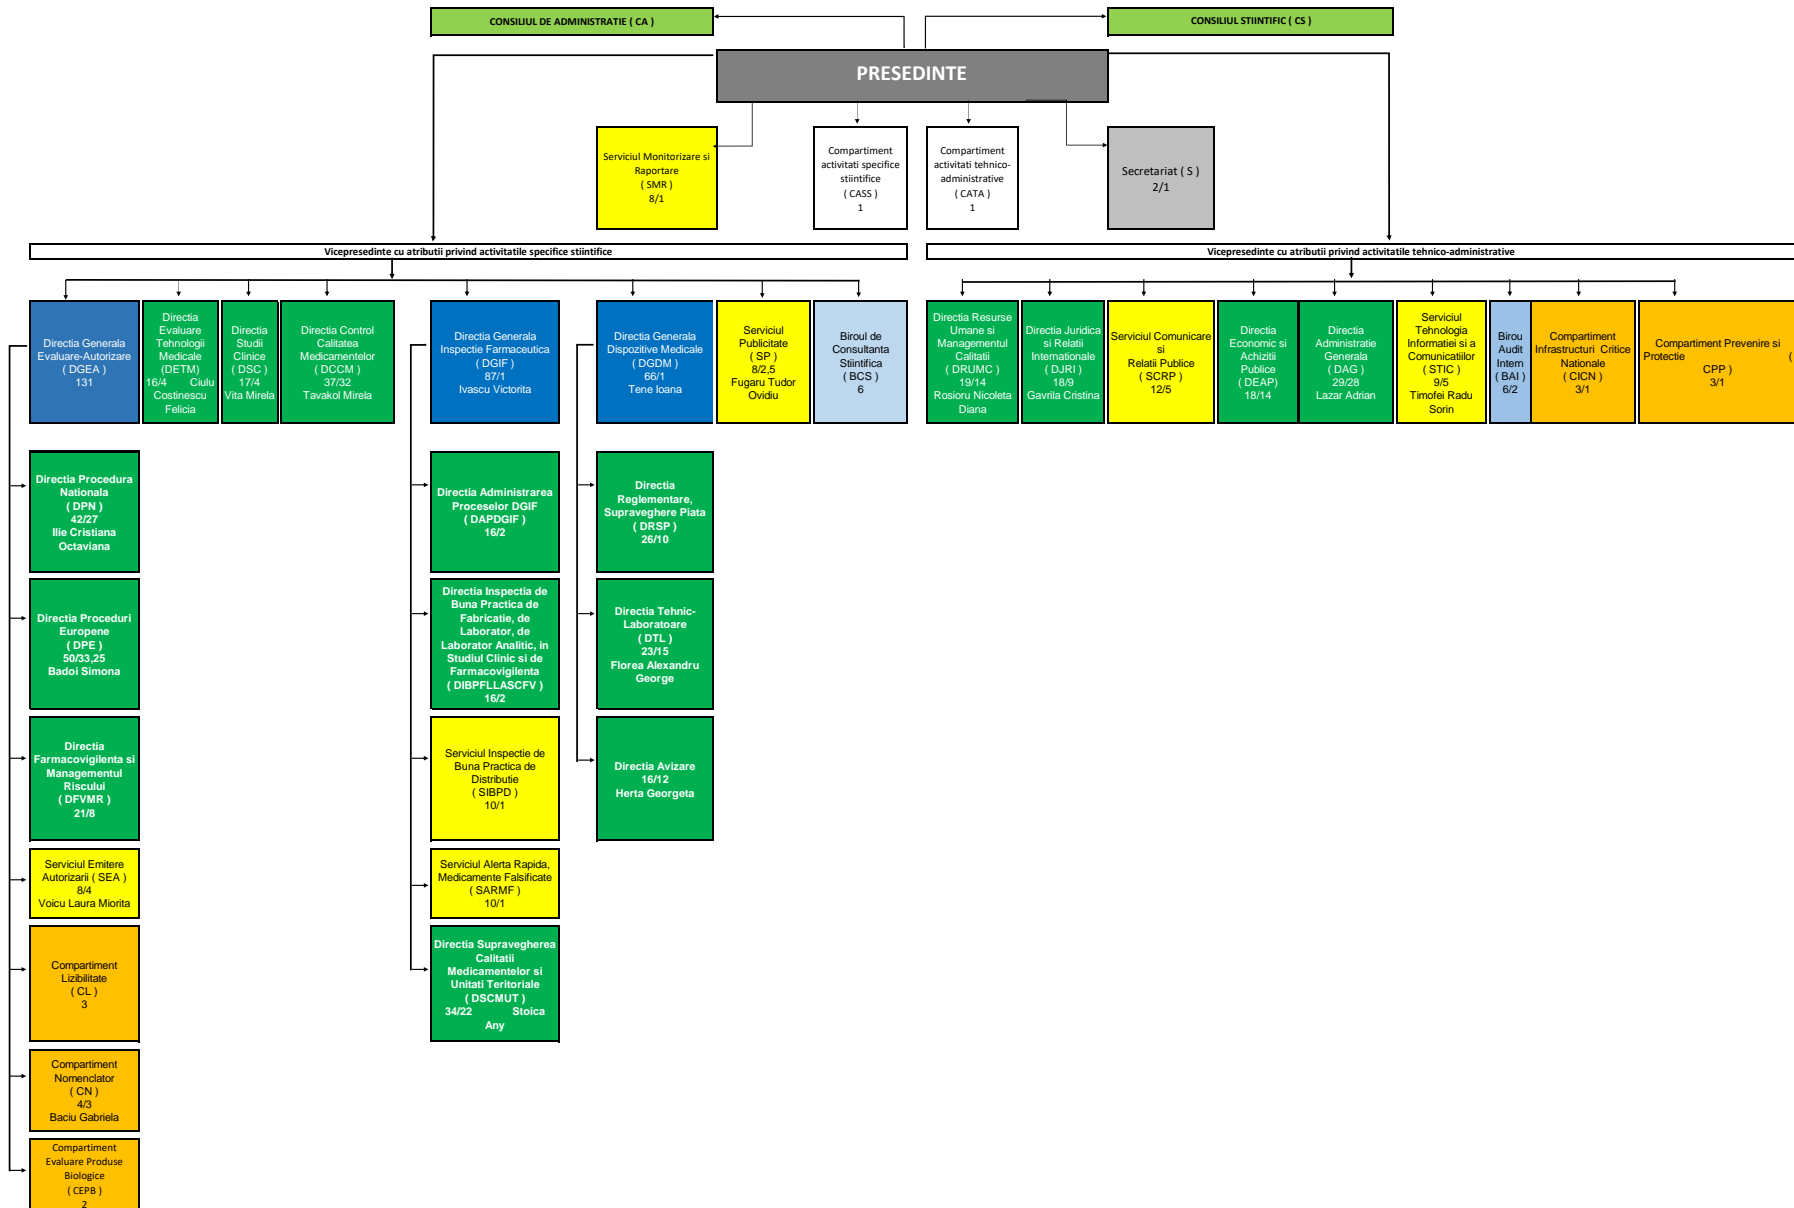 CONSILIUL DE ADMINISTRATIE ( CA )
CONSILIUL STIINTIFIC ( CS )
PRESEDINTE
Serviciul Monitorizare si
Raportare
( SMR )
8/1
Compartiment
activitati specifice
stiintifice
( CASS )
1
Compartiment
activitati tehnico-
administrative
( CATA )
1
Secretariat ( S )
2/1
Vicepresedinte cu atributii privind activitatile specifice stiintifice
Vicepresedinte cu atributii privind activitatile tehnico-administrative
Directia Generala
Evaluare-Autorizare
(DGEA)
131
Directia
Evaluare
Tehnologii
Medicale
(DETM)
16/4 Ciulu
Costinescu
Felicia
Directia
Studii
Clinice
( DSC )
17/4
Vita Mirela
Directia Control
Calitatea
Medicamentelor
( DCCM )
37/32
Tavakol Mirela
Directia Generala
Inspectie Farmaceutica
( DGIF )
87/1
Ivascu Victorita
Directia Generala
Dispozitive Medicale
( DGDM )
66/1
Tene Ioana
Serviciul
Publicitate
( SP )
8/2,5
Fugaru Tudor
Ovidiu
Biroul de
Consultanta
Stiintifica
( BCS )
6
Directia Resurse
Umane si
Managementul
Calitatii
( DRUMC )
19/14
Rosioru Nicoleta
Diana
Directia Juridica
si Relatii
Internationale
( DJRI )
18/9
Gavrila Cristina
Serviciul Comunicare
si
Relatii Publice
( SCRP )
12/5
Directia
Economic si
Achizitii
Publice
( DEAP)
18/14
Directia
Administratie
Generala
( DAG )
29/28
Lazar Adrian
Serviciul
Tehnologia
Informatiei si a
Comunicatiilor
( STIC )
9/5
Timofei Radu
Sorin
Birou
Audit
Intern
( BAI )
6/2
Compartiment
Infrastructuri Critice
Nationale
( CICN )
3/1
Compartiment Prevenire si
Protectie (
CPP )
3/1
Directia Procedura
Nationala
( DPN )
42/27
Ilie Cristiana
Octaviana
Directia Administrarea
Proceselor DGIF
( DAPDGIF )
16/2
Directia
Reglementare,
Supraveghere Piata
( DRSP )
26/10
Directia Proceduri
Europene
( DPE )
50/33,25
Badoi Simona
Directia Inspectia de
Buna Practica de
Fabricatie, de
Laborator, de
Laborator Analitic, in
Studiul Clinic si de
Farmacovigilenta
( DIBPFLLASCFV )
16/2
Directia Tehnic-
Laboratoare
( DTL )
23/15
Florea Alexandru
George
Directia
Farmacovigilenta si
Managementul
Riscului
( DFVMR )
21/8
Serviciul Inspectie de
Buna Practica de
Distributie
( SIBPD )
10/1
Directia Avizare
16/12
Herta Georgeta
Serviciul Emitere
Autorizarii ( SEA )
8/4
Voicu Laura Miorita
Serviciul Alerta Rapida,
Medicamente Falsificate
( SARMF )
10/1
Compartiment
Lizibilitate
( CL )
3
Directia Supravegherea
Calitatii
Medicamentelor si
Unitati Teritoriale
( DSCMUT )
34/22 Stoica
Any
Compartiment
Nomenclator
( CN )
4/3
Baciu Gabriela
Compartiment
Evaluare Produse
Biologice
( CEPB )
2